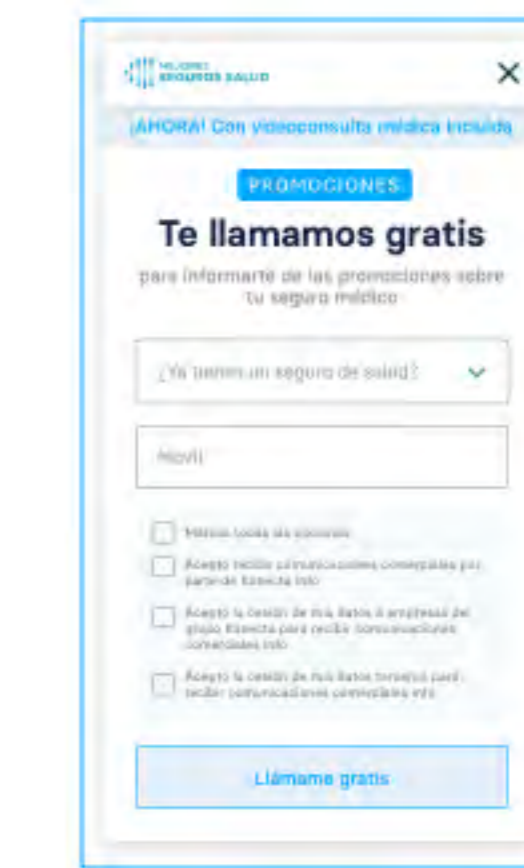 MEJORES
SEGUROS SALUD
¡AHORA! Con videoconsulta médica incluida
PROMOCIONES
Te llamamos gratis
para informarte de las promociones sobre
tu seguro médico
¿Ya tienes un seguro de salud?
Móvil
Marcar todas las opciones
Acepto recibir comunicaciones comerciales por
parte de Konecta Info
Acepto la cesión de mis datos a empresas del
grupo Konecta para recibir comunicaciones
comerciales Info
Acepto la cesión de mis datos terceros para
recibir comunicaciones comerciales Info
Llámame gratis